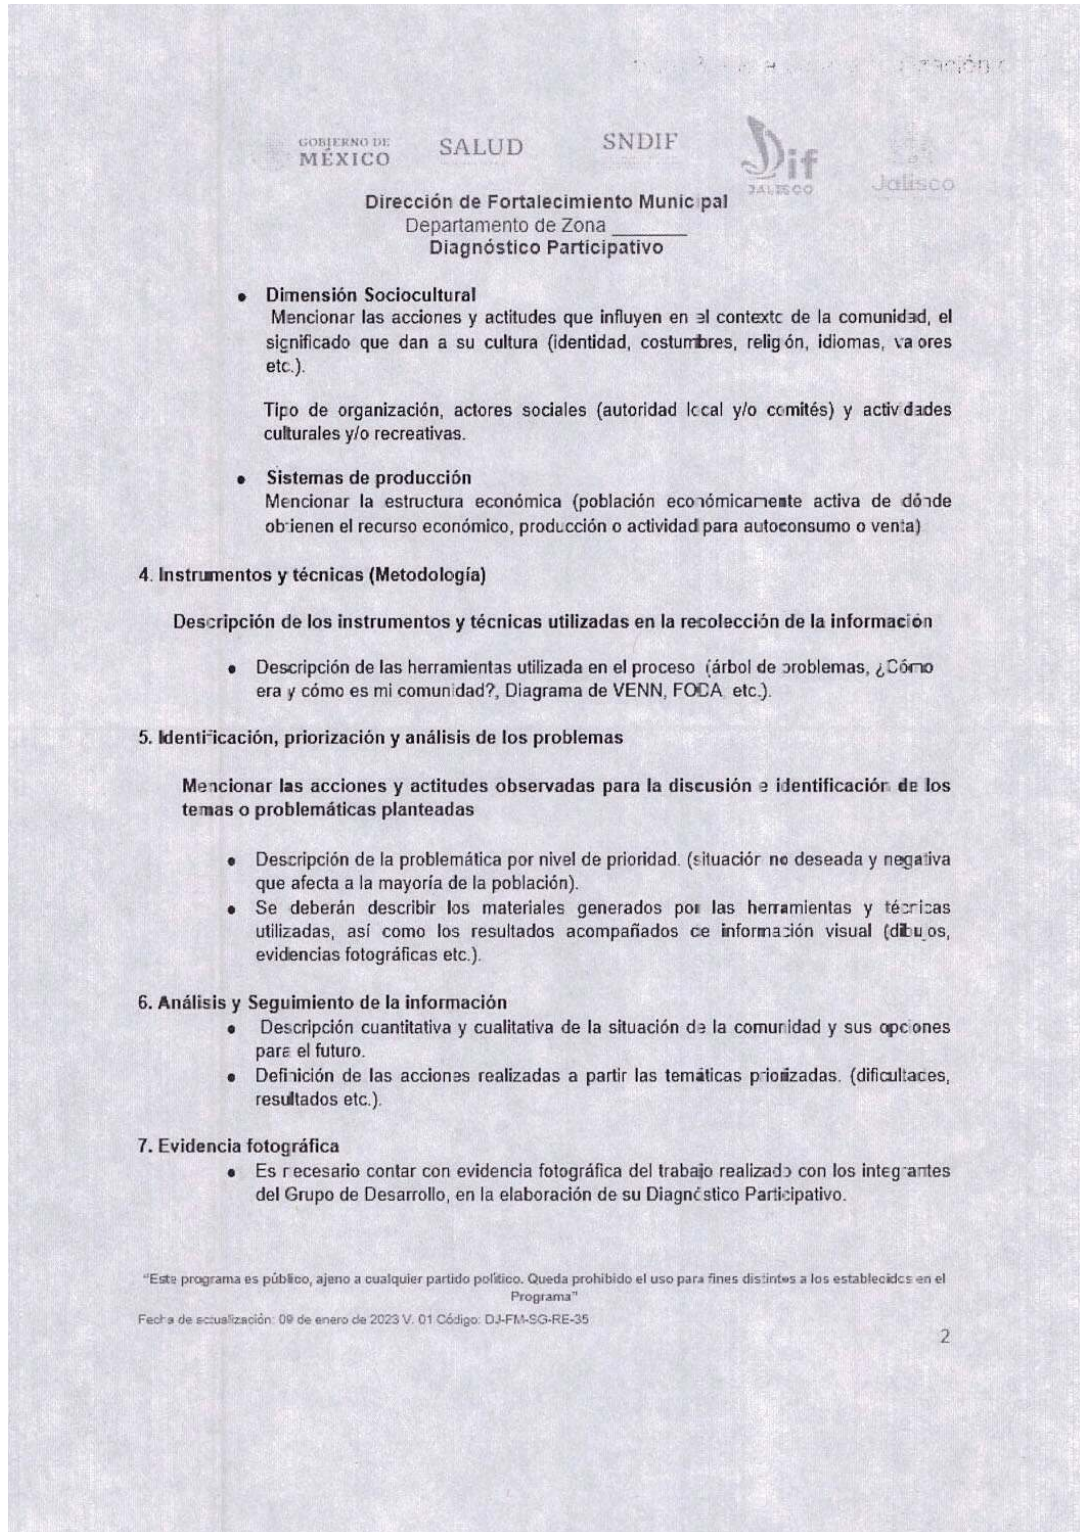 GOBIERNO DE
MÉXICO
SALUD
SNDIF
Dif
JALISCO
Jalisco
Dirección de Fortalecimiento Municipal
Departamento de Zona _______
Diagnóstico Participativo
• Dimensión Sociocultural
Mencionar las acciones y actitudes que influyen en el contexto de la comunidad, el
significado que dan a su cultura (identidad, costumbres, religión, idiomas, valores
etc.).
Tipo de organización, actores sociales (autoridad local y/o comités) y actividades
culturales y/o recreativas.
• Sistemas de producción
Mencionar la estructura económica (población económicamente activa de dónde
obtienen el recurso económico, producción o actividad para autoconsumo o venta)
4. Instrumentos y técnicas (Metodología)
Descripción de los instrumentos y técnicas utilizadas en la recolección de la información
• Descripción de las herramientas utilizada en el proceso (árbol de problemas, ¿Cómo
era y cómo es mi comunidad?, Diagrama de VENN, FODA, etc.).
5. Identificación, priorización y análisis de los problemas
Mencionar las acciones y actitudes observadas para la discusión e identificación de los
temas o problemáticas planteadas
• Descripción de la problemática por nivel de prioridad. (situación no deseada y negativa
que afecta a la mayoría de la población).
• Se deberán describir los materiales generados por las herramientas y técnicas
utilizadas, así como los resultados acompañados de información visual (dibujos,
evidencias fotográficas etc.).
6. Análisis y Seguimiento de la información
• Descripción cuantitativa y cualitativa de la situación de la comunidad y sus opciones
para el futuro.
• Definición de las acciones realizadas a partir las temáticas priorizadas. (dificultades,
resultados etc.).
7. Evidencia fotográfica
• Es necesario contar con evidencia fotográfica del trabajo realizado con los integrantes
del Grupo de Desarrollo, en la elaboración de su Diagnóstico Participativo.
"Este programa es público, ajeno a cualquier partido político. Queda prohibido el uso para fines distintos a los establecidos en el
Programa"
Fecha de actualización: 09 de enero de 2023 V. 01 Código: DJ-FM-SG-RE-35
2